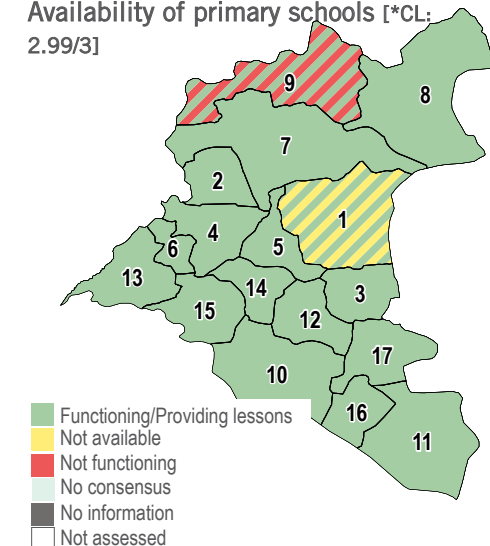 Availability of primary schools [*CL:
2.99/3]
9
8
7
2
1
4
5
6
13
14
3
15
12
17
10
16
11
Functioning/Providing lessons
Not available
Not functioning
No consensus
No information
Not assessed